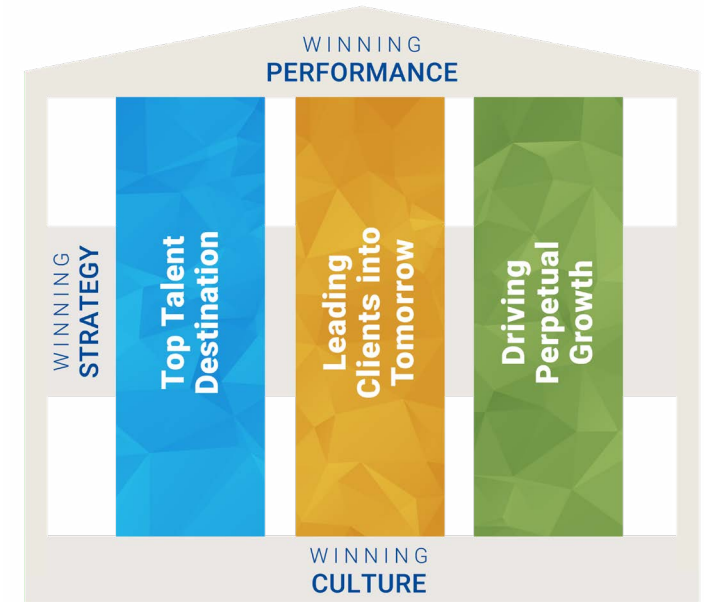 WINNING
PERFORMANCE
WINNING
STRATEGY
Top Talent
Destination
Leading
Clients into
Tomorrow
Driving
Perpetual
Growth
WINNING
CULTURE